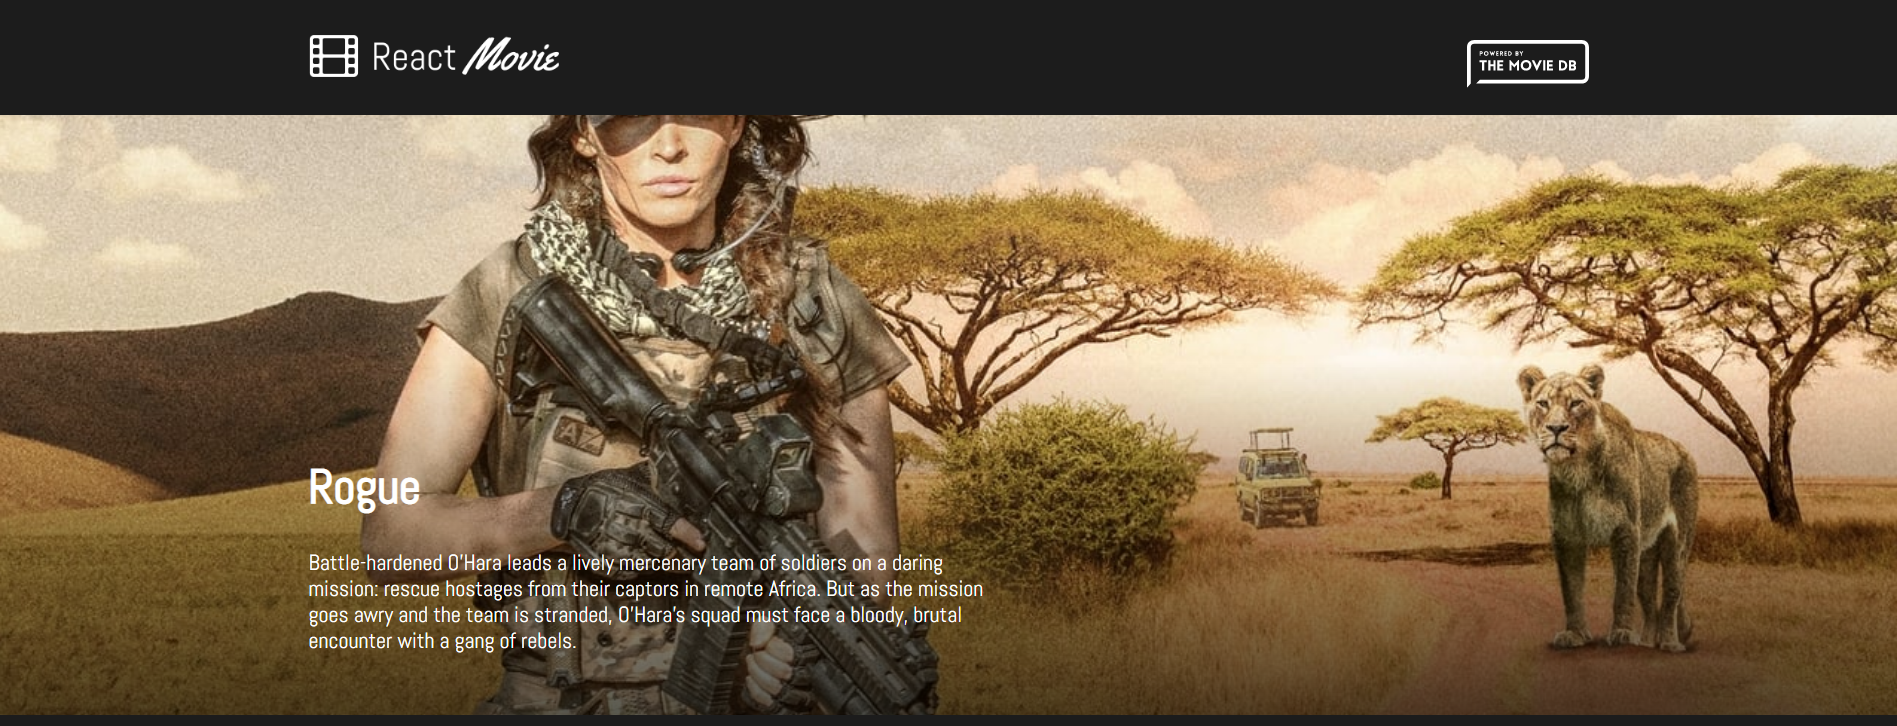 React Movie
POWERED BY
THE MOVIE DB
AZ
Rogue
Battle-hardened O'Hara leads a lively mercenary team of soldiers on a daring
mission: rescue hostages from their captors in remote Africa. But as the mission
goes awry and the team is stranded, O'Hara's squad must face a bloody, brutal
encounter with a gang of rebels.